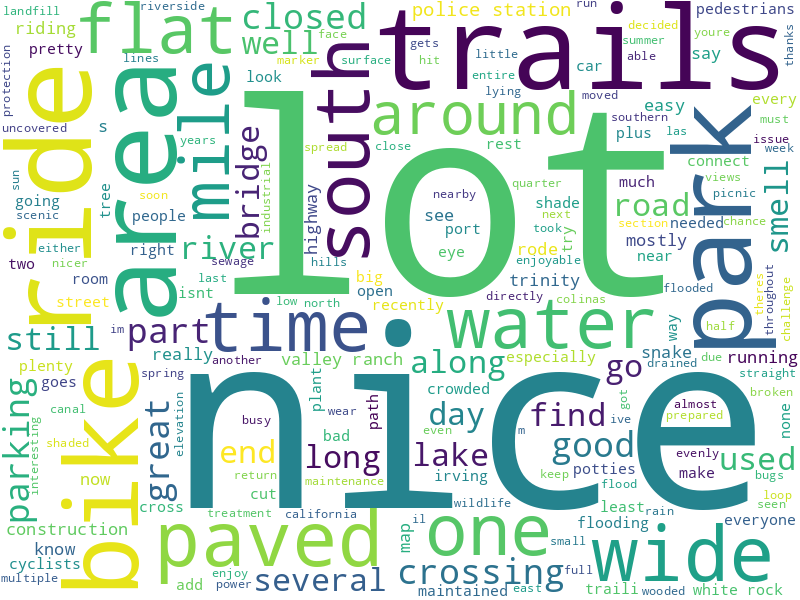 landfill
riverside
flat
closed
police station
run
pedestrians
riding
well
face
trails
decided
youre
thanks
pretty
lines
look
marker
surface
gets
hit
little
summer
able
say
protection
ride
area
mile
south
entire
lying
car
moved
lot
around
easy
every
uncovered
s
years
bridge
spread
close
rest
southern
plus
las
must
issue
week
park
connect
views
picnic
smell
sun
going
scenic
tree
people
industrial
highway
nearby
quarter
shade
much
road
needed
chance
either
right
river
see
port
next
took
try
section
mostly
two
nicer
room
sewage
hills
eye
enjoyable
rode
near
soon
street
isnt
last
big
trinity
directly
colinas
flooded
throughout
theres
challenge
low
north
open
recently
still
im
part
time
water
way
half
really
another
valley ranch
along
especially
snake
drained
due
running
plenty
goes
spring
nice
crowded
go
straight
parking
bike
canal
shaded
interesting
great
elevation
plant
wear
path
day
find
got
ive
almost
prepared
broken
none
now
busy
bad
even
m
good
evenly
end
long
lake
potties
make
used
bugs
return
maintenance
irving
keep
flood
loop
seen
construction
cross
cut
treatment
california
wildlife
least
rain
everyone
know
paved
map
il
one
flooding
small
wide
cyclists
multiple
add
enjoy
power
several
crossing
maintained
east
full
traili
wooded
white rock